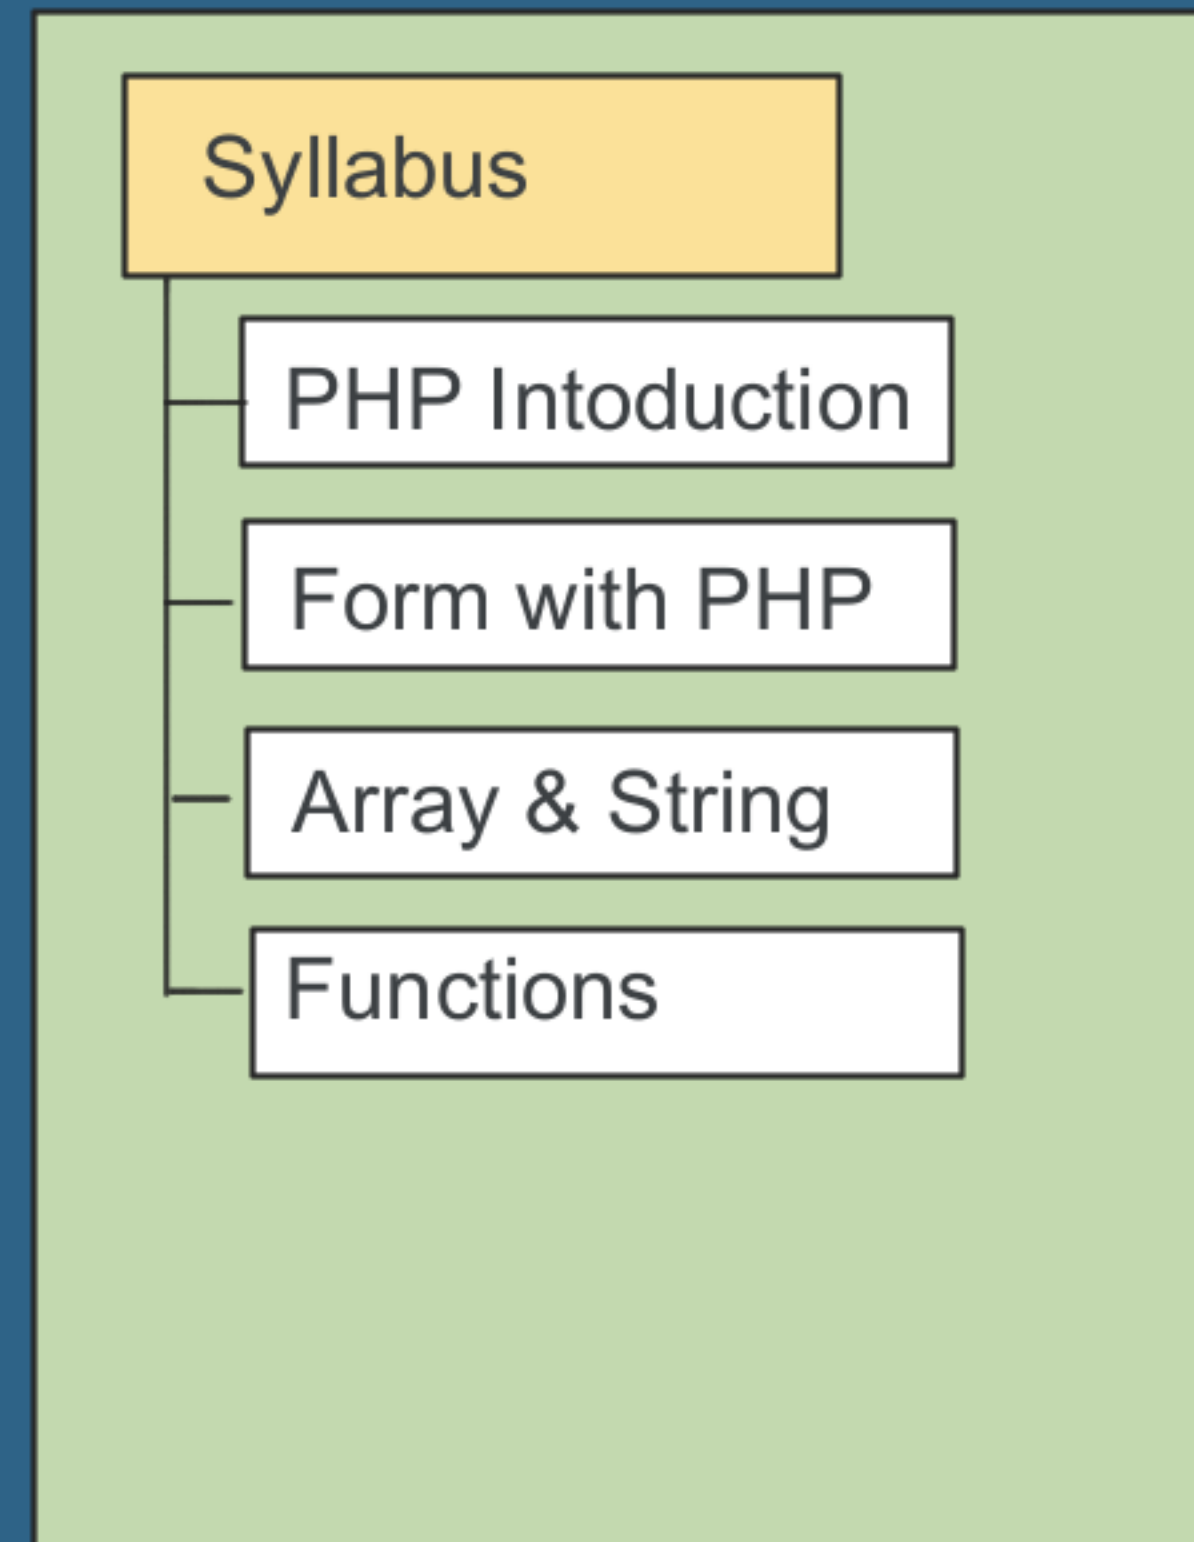 Syllabus
PHP Intoduction
Form with PHP
Array & String
Functions